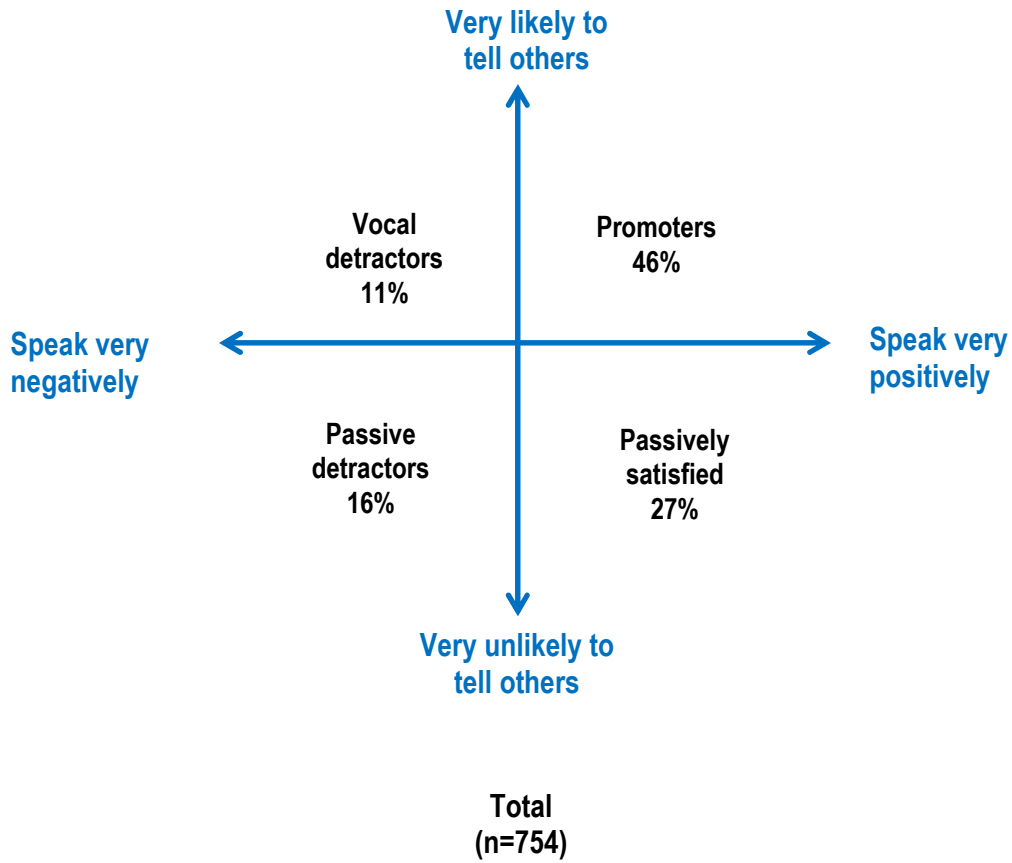 Very likely to
tell others
Vocal
detractors
11%
Promoters
46%
Speak very
negatively
Speak very
positively
Passive
detractors
16%
Passively
satisfied
27%
Very unlikely to
tell others
Total
(n=754)